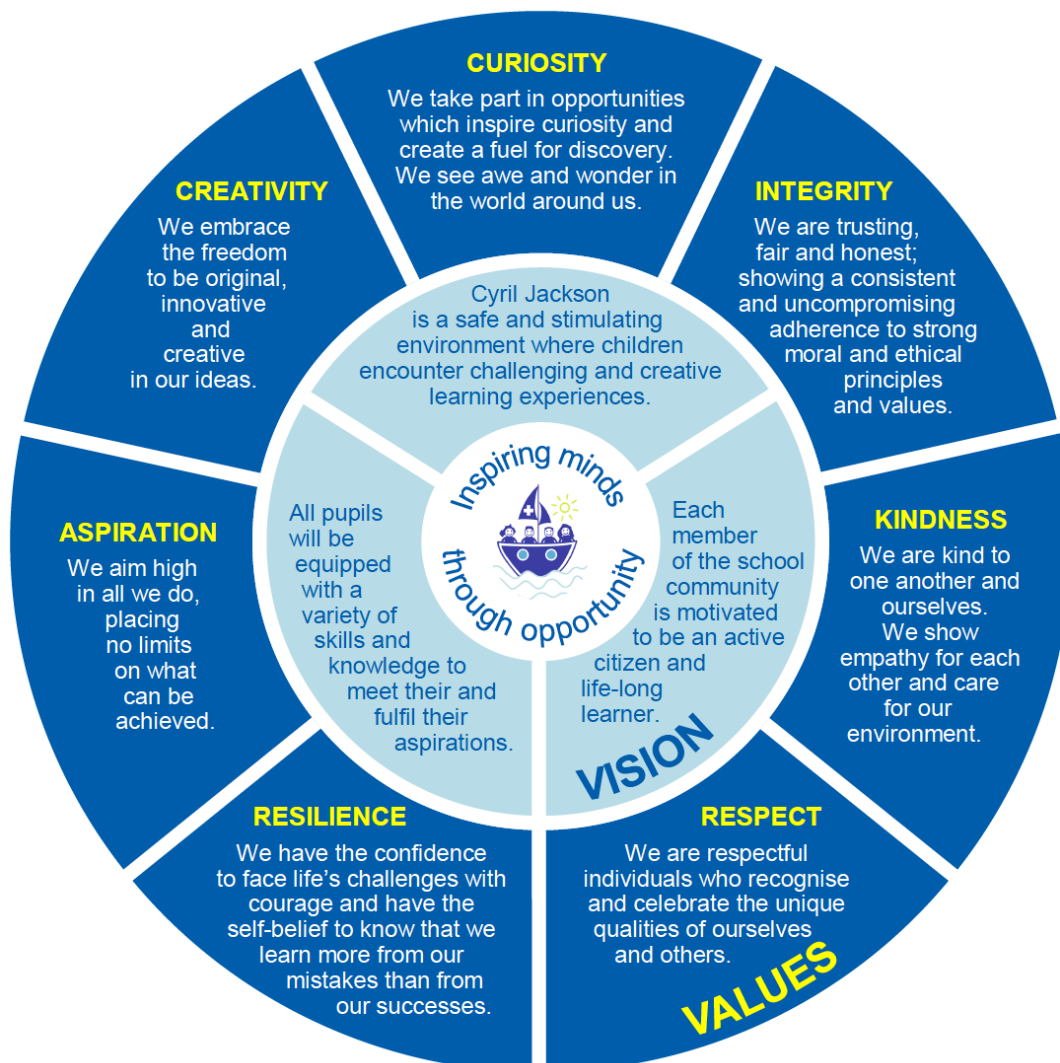 CURIOSITY
We take part in opportunities
which inspire curiosity and
create a fuel for discovery.
We see awe and wonder in
the world around us.
INTEGRITY
We are trusting,
fair and honest;
showing a consistent
and uncompromising
adherence to strong
moral and ethical
principles
and values.
KINDNESS
We are kind to
one another and
ourselves.
We show
empathy for each
other and care
for our
environment.
RESPECT
We are respectful
individuals who recognise
and celebrate the unique
qualities of ourselves
and others.
VALUES
RESILIENCE
We have the confidence
to face life's challenges with
courage and have the
self-belief to know that we
learn more from our
mistakes than from
our successes.
ASPIRATION
We aim high
in all we do,
placing
no limits
on what
can be
achieved.
CREATIVITY
We embrace
the freedom
to be original,
innovative
and
creative
in our ideas.
Cyril Jackson
is a safe and stimulating
environment where children
encounter challenging and creative
learning experiences.
Each
member
of the school
community
is motivated
to be an active
citizen and
life-long
learner.
VISION
All pupils
will be
equipped
with a
variety of
skills and
knowledge to
meet their and
fulfil their
aspirations.
Inspiring minds
through opportunity